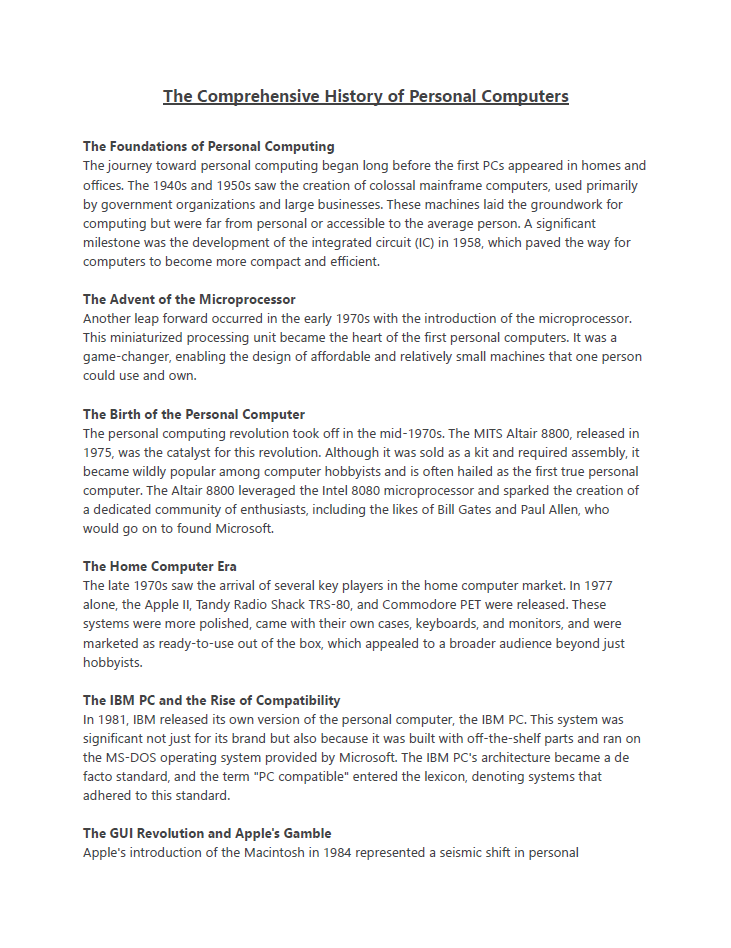 The Comprehensive History of Personal Computers
The Foundations of Personal Computing
The journey toward personal computing began long before the first PCs appeared in homes and
offices. The 1940s and 1950s saw the creation of colossal mainframe computers, used primarily
by government organizations and large businesses. These machines laid the groundwork for
computing but were far from personal or accessible to the average person. A significant
milestone was the development of the integrated circuit (IC) in 1958, which paved the way for
computers to become more compact and efficient.
The Advent of the Microprocessor
Another leap forward occurred in the early 1970s with the introduction of the microprocessor.
This miniaturized processing unit became the heart of the first personal computers. It was a
game-changer, enabling the design of affordable and relatively small machines that one person
could use and own.
The Birth of the Personal Computer
The personal computing revolution took off in the mid-1970s. The MITS Altair 8800, released in
1975, was the catalyst for this revolution. Although it was sold as a kit and required assembly, it
became wildly popular among computer hobbyists and is often hailed as the first true personal
computer. The Altair 8800 leveraged the Intel 8080 microprocessor and sparked the creation of
a dedicated community of enthusiasts, including the likes of Bill Gates and Paul Allen, who
would go on to found Microsoft.
The Home Computer Era
The late 1970s saw the arrival of several key players in the home computer market. In 1977
alone, the Apple II, Tandy Radio Shack TRS-80, and Commodore PET were released. These
systems were more polished, came with their own cases, keyboards, and monitors, and were
marketed as ready-to-use out of the box, which appealed to a broader audience beyond just
hobbyists.
The IBM PC and the Rise of Compatibility
In 1981, IBM released its own version of the personal computer, the IBM PC. This system was
significant not just for its brand but also because it was built with off-the-shelf parts and ran on
the MS-DOS operating system provided by Microsoft. The IBM PC's architecture became a de
facto standard, and the term "PC compatible" entered the lexicon, denoting systems that
adhered to this standard.
The GUI Revolution and Apple's Gamble
Apple's introduction of the Macintosh in 1984 represented a seismic shift in personal